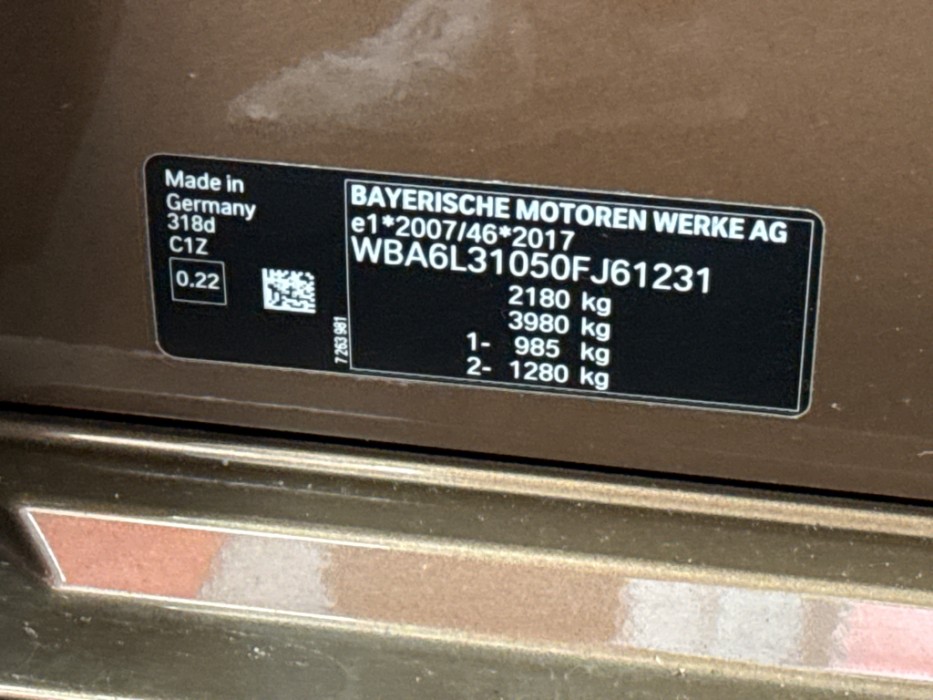 Made in
Germany
318d
C1Z
0.22
7 263 981
BAYERISCHE MOTOREN WERKE AG
e1*2007/46*2017
WBA6L31050FJ61231
2180 kg
3980 kg
1- 985 kg
2- 1280 kg